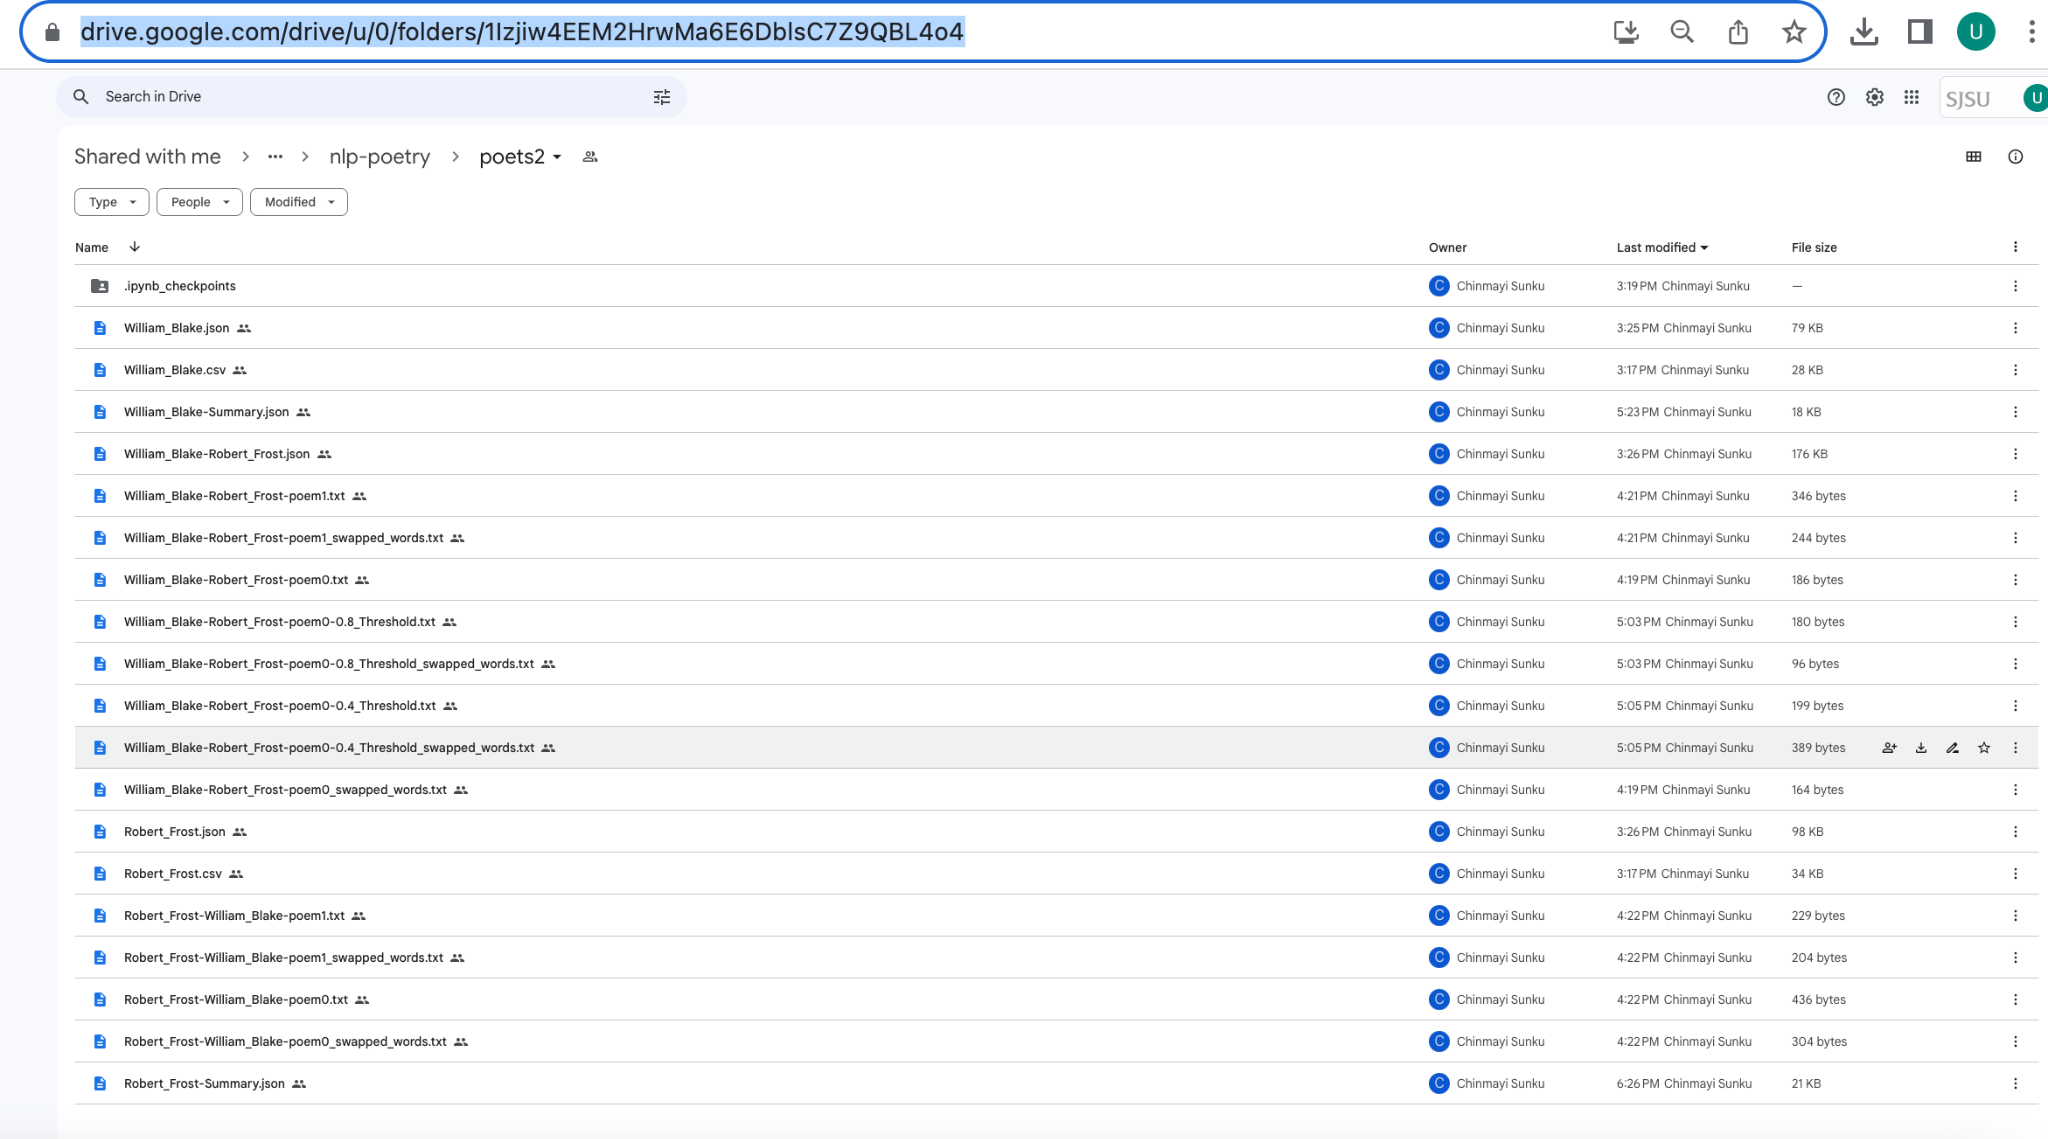 drive.google.com/drive/u/0/folders/1Izjiw4EEM2HrwMa6E6DblsC7Z9QBL4o4
U
Search in Drive
SJSU
U
Shared with me > ... > nlp-poetry > poets2
Type People Modified
Name Owner Last modified File size
.ipynb_checkpoints C Chinmayi Sunku 3:19 PM Chinmayi Sunku —
William_Blake.json C Chinmayi Sunku 3:25 PM Chinmayi Sunku 79 KB
William_Blake.csv C Chinmayi Sunku 3:17 PM Chinmayi Sunku 28 KB
William_Blake-Summary.json C Chinmayi Sunku 5:23 PM Chinmayi Sunku 18 KB
William_Blake-Robert_Frost.json C Chinmayi Sunku 3:26 PM Chinmayi Sunku 176 KB
William_Blake-Robert_Frost-poem1.txt C Chinmayi Sunku 4:21 PM Chinmayi Sunku 346 bytes
William_Blake-Robert_Frost-poem1_swapped_words.txt C Chinmayi Sunku 4:21 PM Chinmayi Sunku 244 bytes
William_Blake-Robert_Frost-poem0.txt C Chinmayi Sunku 4:19 PM Chinmayi Sunku 186 bytes
William_Blake-Robert_Frost-poem0-0.8_Threshold.txt C Chinmayi Sunku 5:03 PM Chinmayi Sunku 180 bytes
William_Blake-Robert_Frost-poem0-0.8_Threshold_swapped_words.txt C Chinmayi Sunku 5:03 PM Chinmayi Sunku 96 bytes
William_Blake-Robert_Frost-poem0-0.4_Threshold.txt C Chinmayi Sunku 5:05 PM Chinmayi Sunku 199 bytes
William_Blake-Robert_Frost-poem0-0.4_Threshold_swapped_words.txt C Chinmayi Sunku 5:05 PM Chinmayi Sunku 389 bytes
William_Blake-Robert_Frost-poem0_swapped_words.txt C Chinmayi Sunku 4:19 PM Chinmayi Sunku 164 bytes
Robert_Frost.json C Chinmayi Sunku 3:26 PM Chinmayi Sunku 98 KB
Robert_Frost.csv C Chinmayi Sunku 3:17 PM Chinmayi Sunku 34 KB
Robert_Frost-William_Blake-poem1.txt C Chinmayi Sunku 4:22 PM Chinmayi Sunku 229 bytes
Robert_Frost-William_Blake-poem1_swapped_words.txt C Chinmayi Sunku 4:22 PM Chinmayi Sunku 204 bytes
Robert_Frost-William_Blake-poem0.txt C Chinmayi Sunku 4:22 PM Chinmayi Sunku 436 bytes
Robert_Frost-William_Blake-poem0_swapped_words.txt C Chinmayi Sunku 4:22 PM Chinmayi Sunku 304 bytes
Robert_Frost-Summary.json C Chinmayi Sunku 6:26 PM Chinmayi Sunku 21 KB